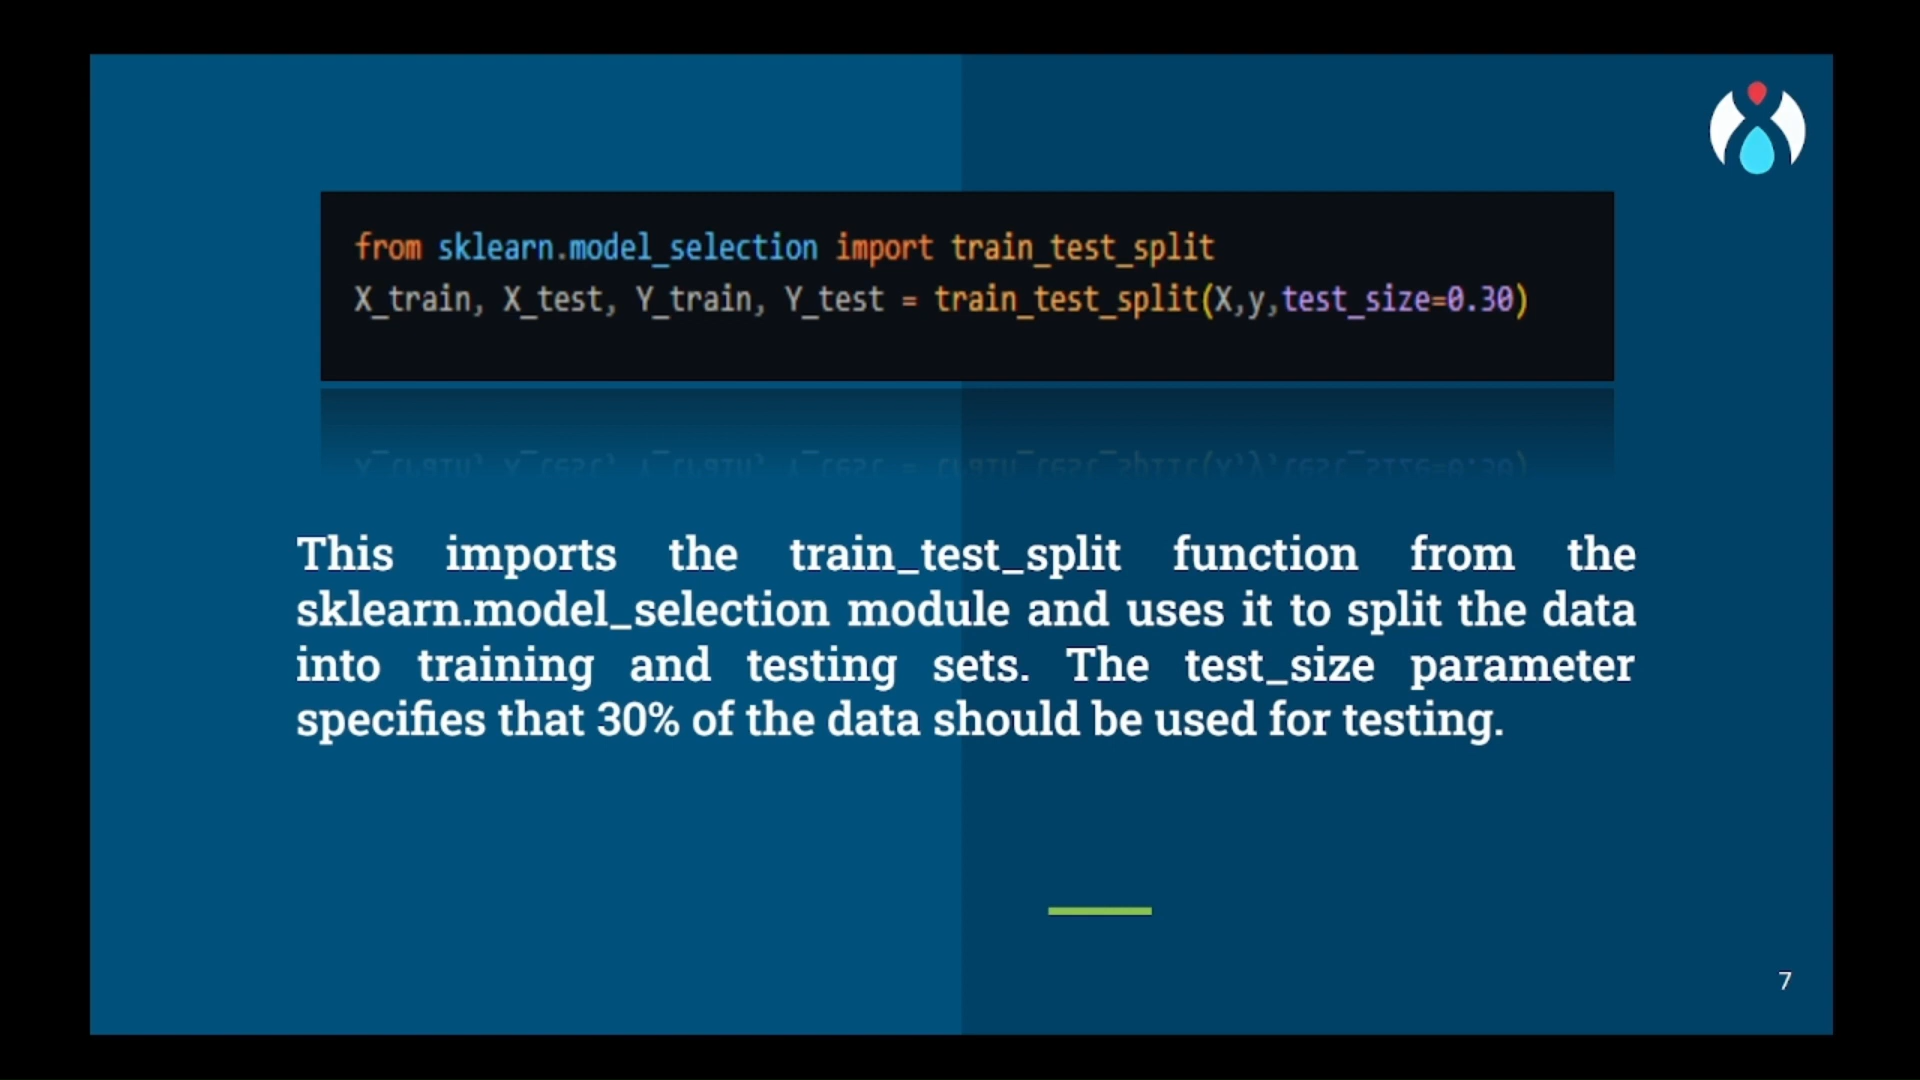 from sklearn.model_selection import train_test_split
X_train, X_test, Y_train, Y_test = train_test_split(X,y,test_size=0.30)
This imports the train_test_split function from the
sklearn.model_selection module and uses it to split the data
into training and testing sets. The test_size parameter
specifies that 30% of the data should be used for testing.
7